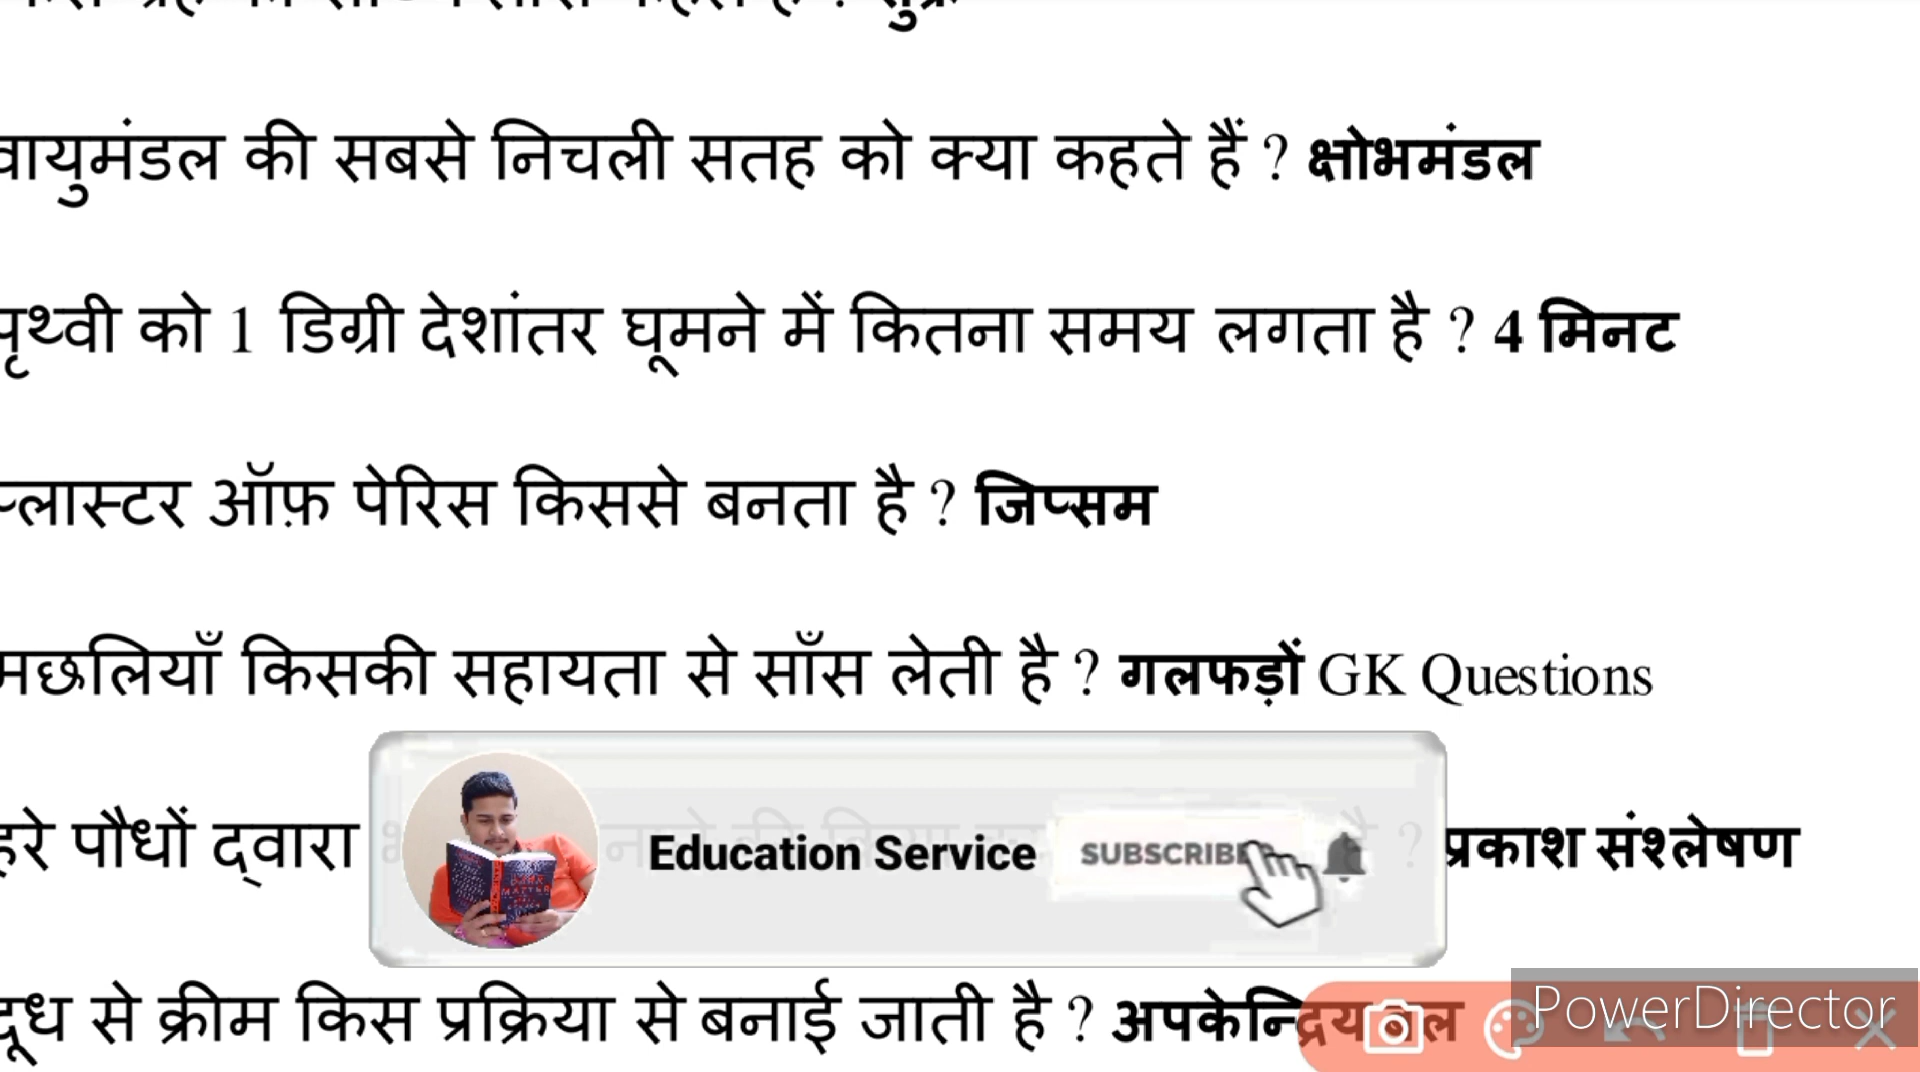 वायुमंडल की सबसे निचली सतह को क्या कहते हैं ? क्षोभमंडल
पृथ्वी को 1 डिग्री देशांतर घूमने में कितना समय लगता है ? 4 मिनट
प्लास्टर ऑफ़ पेरिस किससे बनता है ? जिप्सम
मछलियाँ किसकी सहायता से साँस लेती है ? गलफड़ों GK Questions
हरे पौधों द्वारा ? प्रकाश संश्लेषण
Education Service SUBSCRIBE
दूध से क्रीम किस प्रक्रिया से बनाई जाती है ? अपकेन्द्रिय बल
PowerDirector